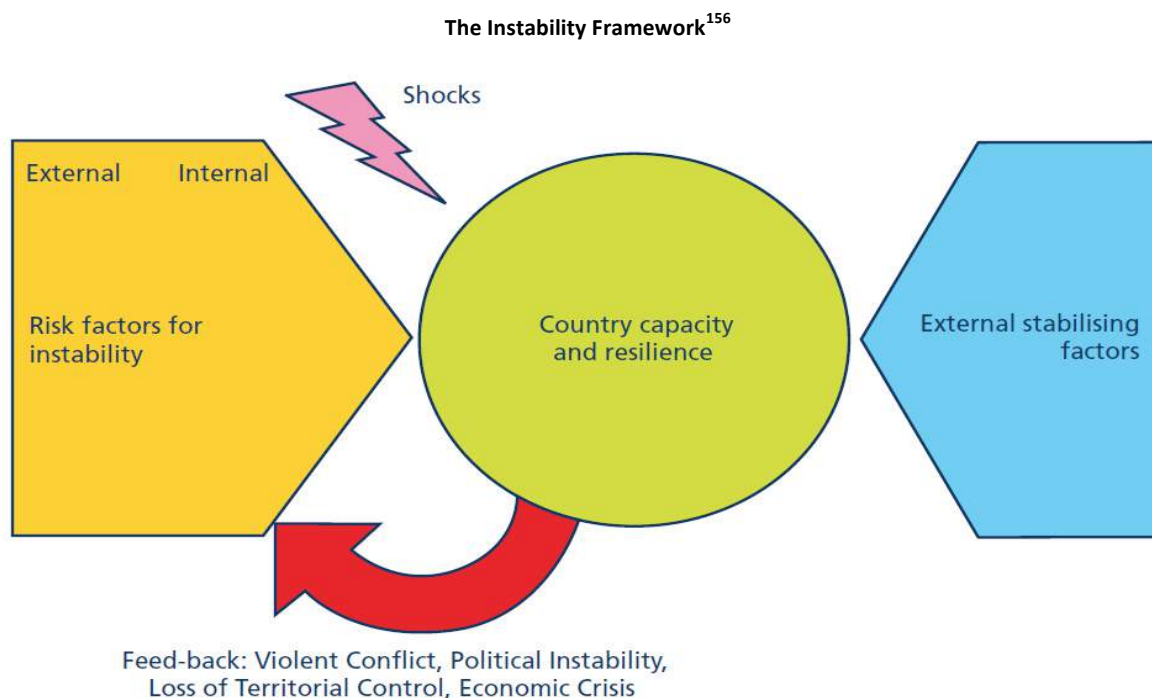 The Instability Framework156
Shocks
External Internal
Risk factors for
instability
Country capacity
and resilience
External stabilising
factors
Feed-back: Violent Conflict, Political Instability,
Loss of Territorial Control, Economic Crisis